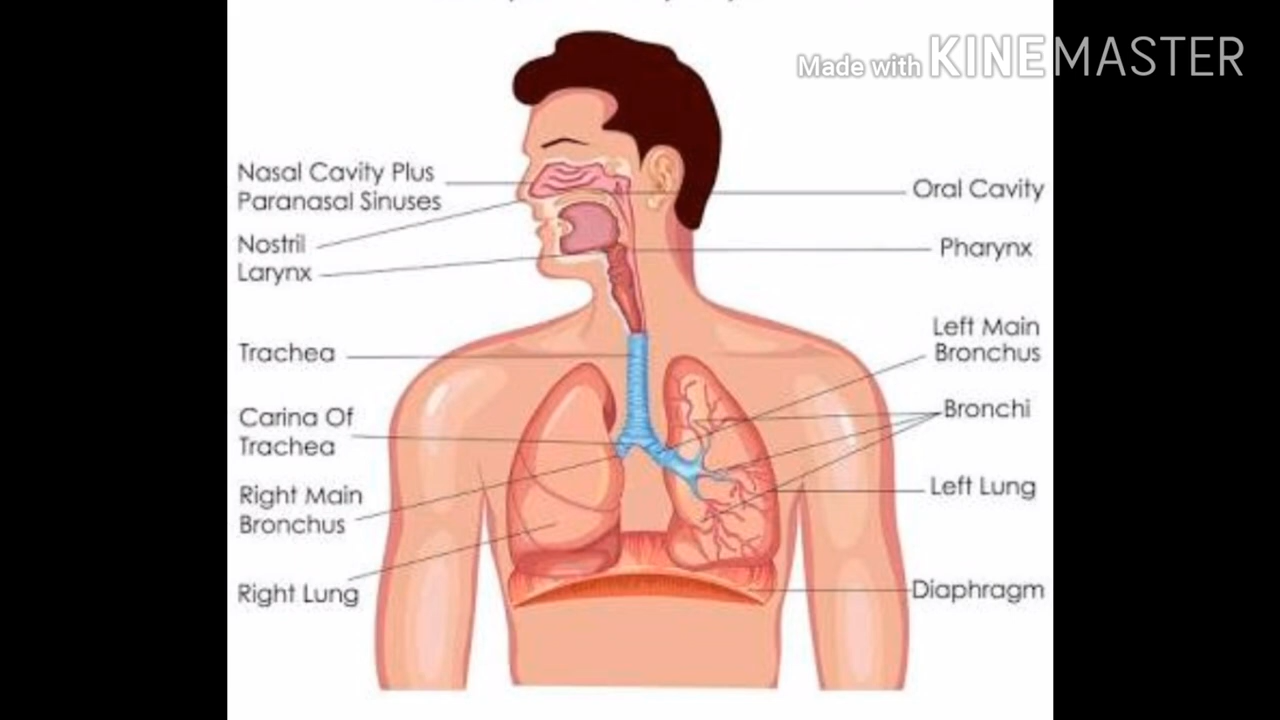 Made with KINEMASTER
Nasal Cavity Plus
Paranasal Sinuses
Nostril
Larynx
Trachea
Carina Of
Trachea
Right Main
Bronchus
Right Lung
Oral Cavity
Pharynx
Left Main
Bronchus
Bronchi
Left Lung
Diaphragm